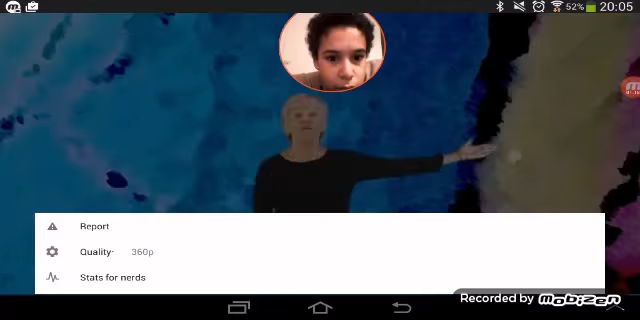 52% 20:05
Report
Quality· 360p
Stats for nerds
Recorded by mobizen